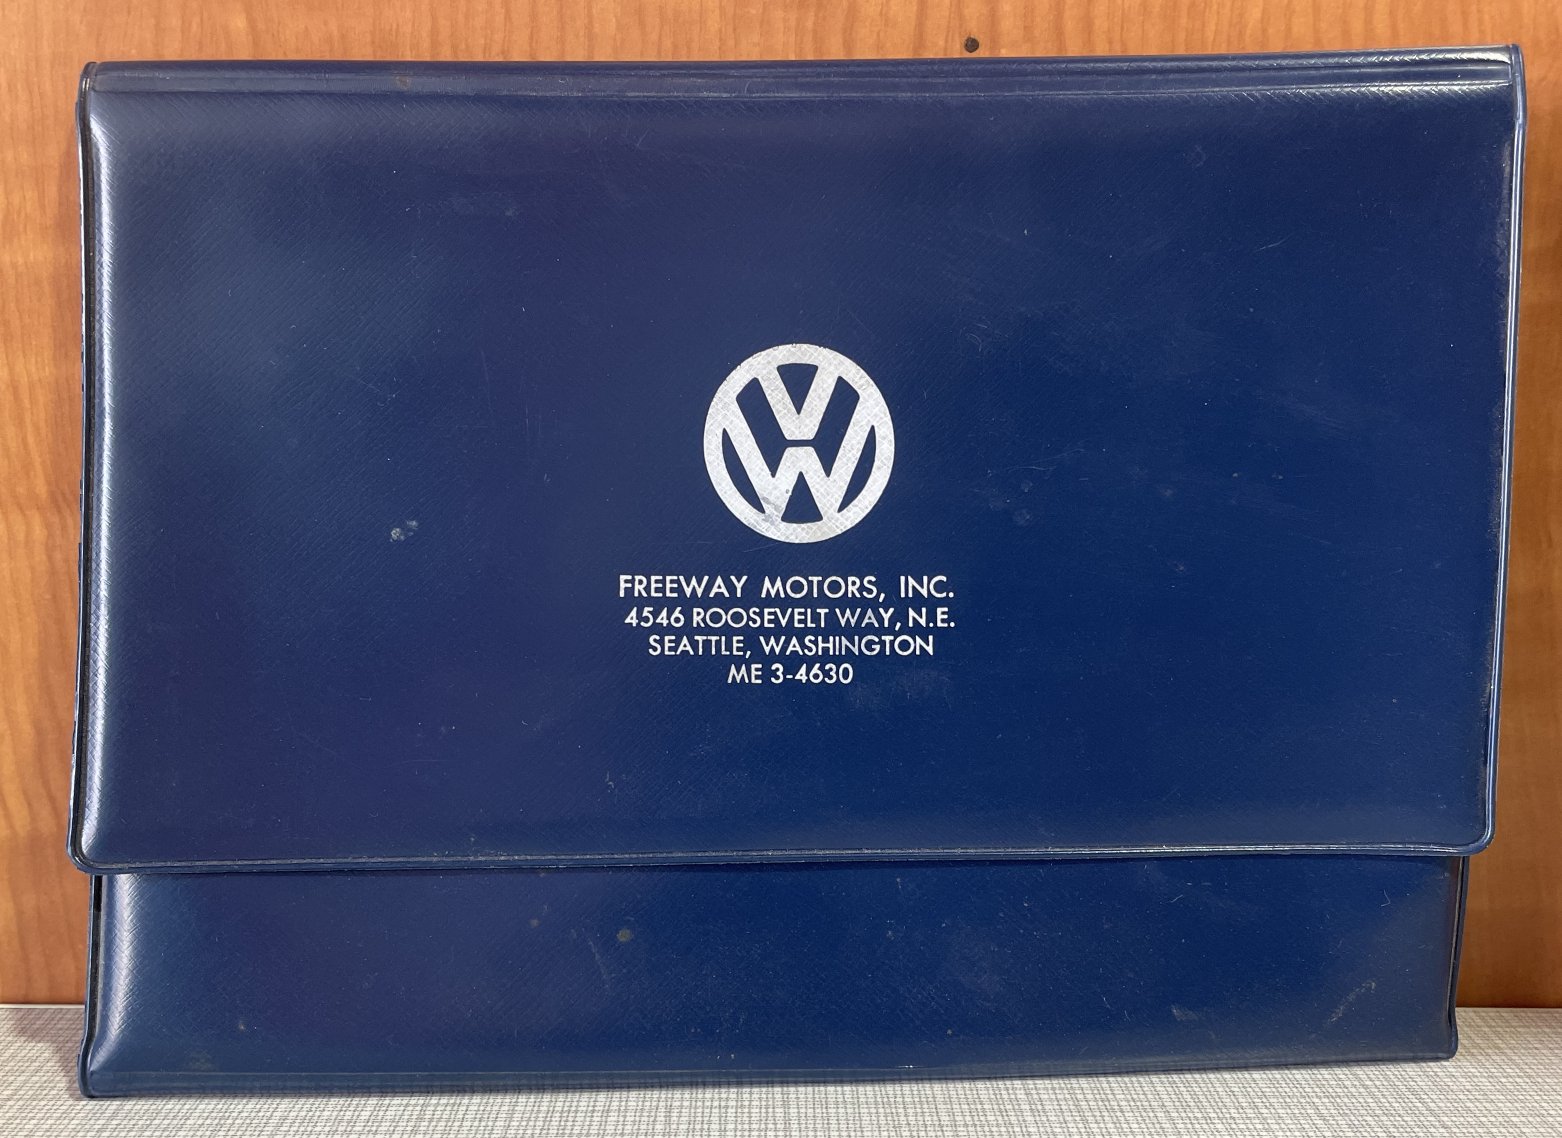 VW
FREEWAY MOTORS, INC.
4546 ROOSEVELT WAY, N.E.
SEATTLE, WASHINGTON
ME 3-4630